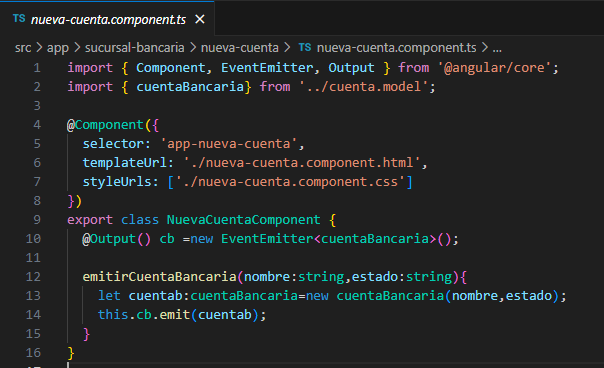 TS nueva-cuenta.component.ts ×
src > app > sucursal-bancaria > nueva-cuenta > TS nueva-cuenta.component.ts > ...
1 import { Component, EventEmitter, Output } from '@angular/core';
2 import { cuentaBancaria} from '../cuenta.model';
3
4 @Component({
5   selector: 'app-nueva-cuenta',
6   templateUrl: './nueva-cuenta.component.html',
7   styleUrls: ['./nueva-cuenta.component.css']
8 })
9 export class NuevaCuentaComponent {
10   @Output() cb =new EventEmitter<cuentaBancaria>();
11
12   emitirCuentaBancaria(nombre:string,estado:string){
13     let cuentab:cuentaBancaria=new cuentaBancaria(nombre,estado);
14     this.cb.emit(cuentab);
15   }
16 }